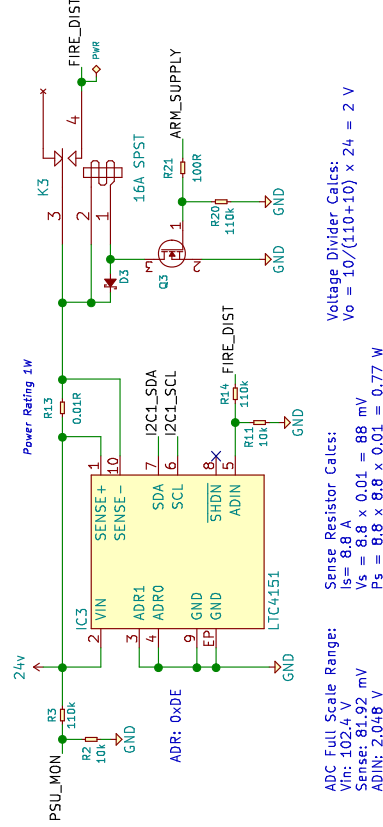 24v
PSU_MON
R3
110k
R2
10k
GND
ADR: 0xDE
IC3
VIN
2
ADR1
3
ADR0
4
GND
9
GND
EP
GND
SENSE+
1
SENSE-
10
SDA
7
I2C1_SDA
SCL
6
I2C1_SCL
SHDN
8
ADIN
5
LTC4151
Power Rating 1W
R13
0.01R
FIRE_DIST
R14
110k
R11
10k
GND
K3
3
4
2
1
16A SPST
FIRE_DIST
PWR
D3
Q3
3
1
2
GND
ARM_SUPPLY
R21
100R
R20
110k
GND
ADC Full Scale Range:
Vin: 102.4 V
Sense: 81.92 mV
ADIN: 2.048 V
Sense Resistor Calcs:
Is= 8.8 A
Vs = 8.8 x 0.01 = 88 mV
Ps = 8.8 x 8.8 x 0.01 = 0.77 W
Voltage Divider Calcs:
Vo = 10/(110+10) x 24 = 2 V